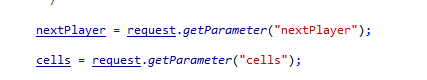 nextPlayer = request.getParameter("nextPlayer");
cells = request.getParameter("cells");